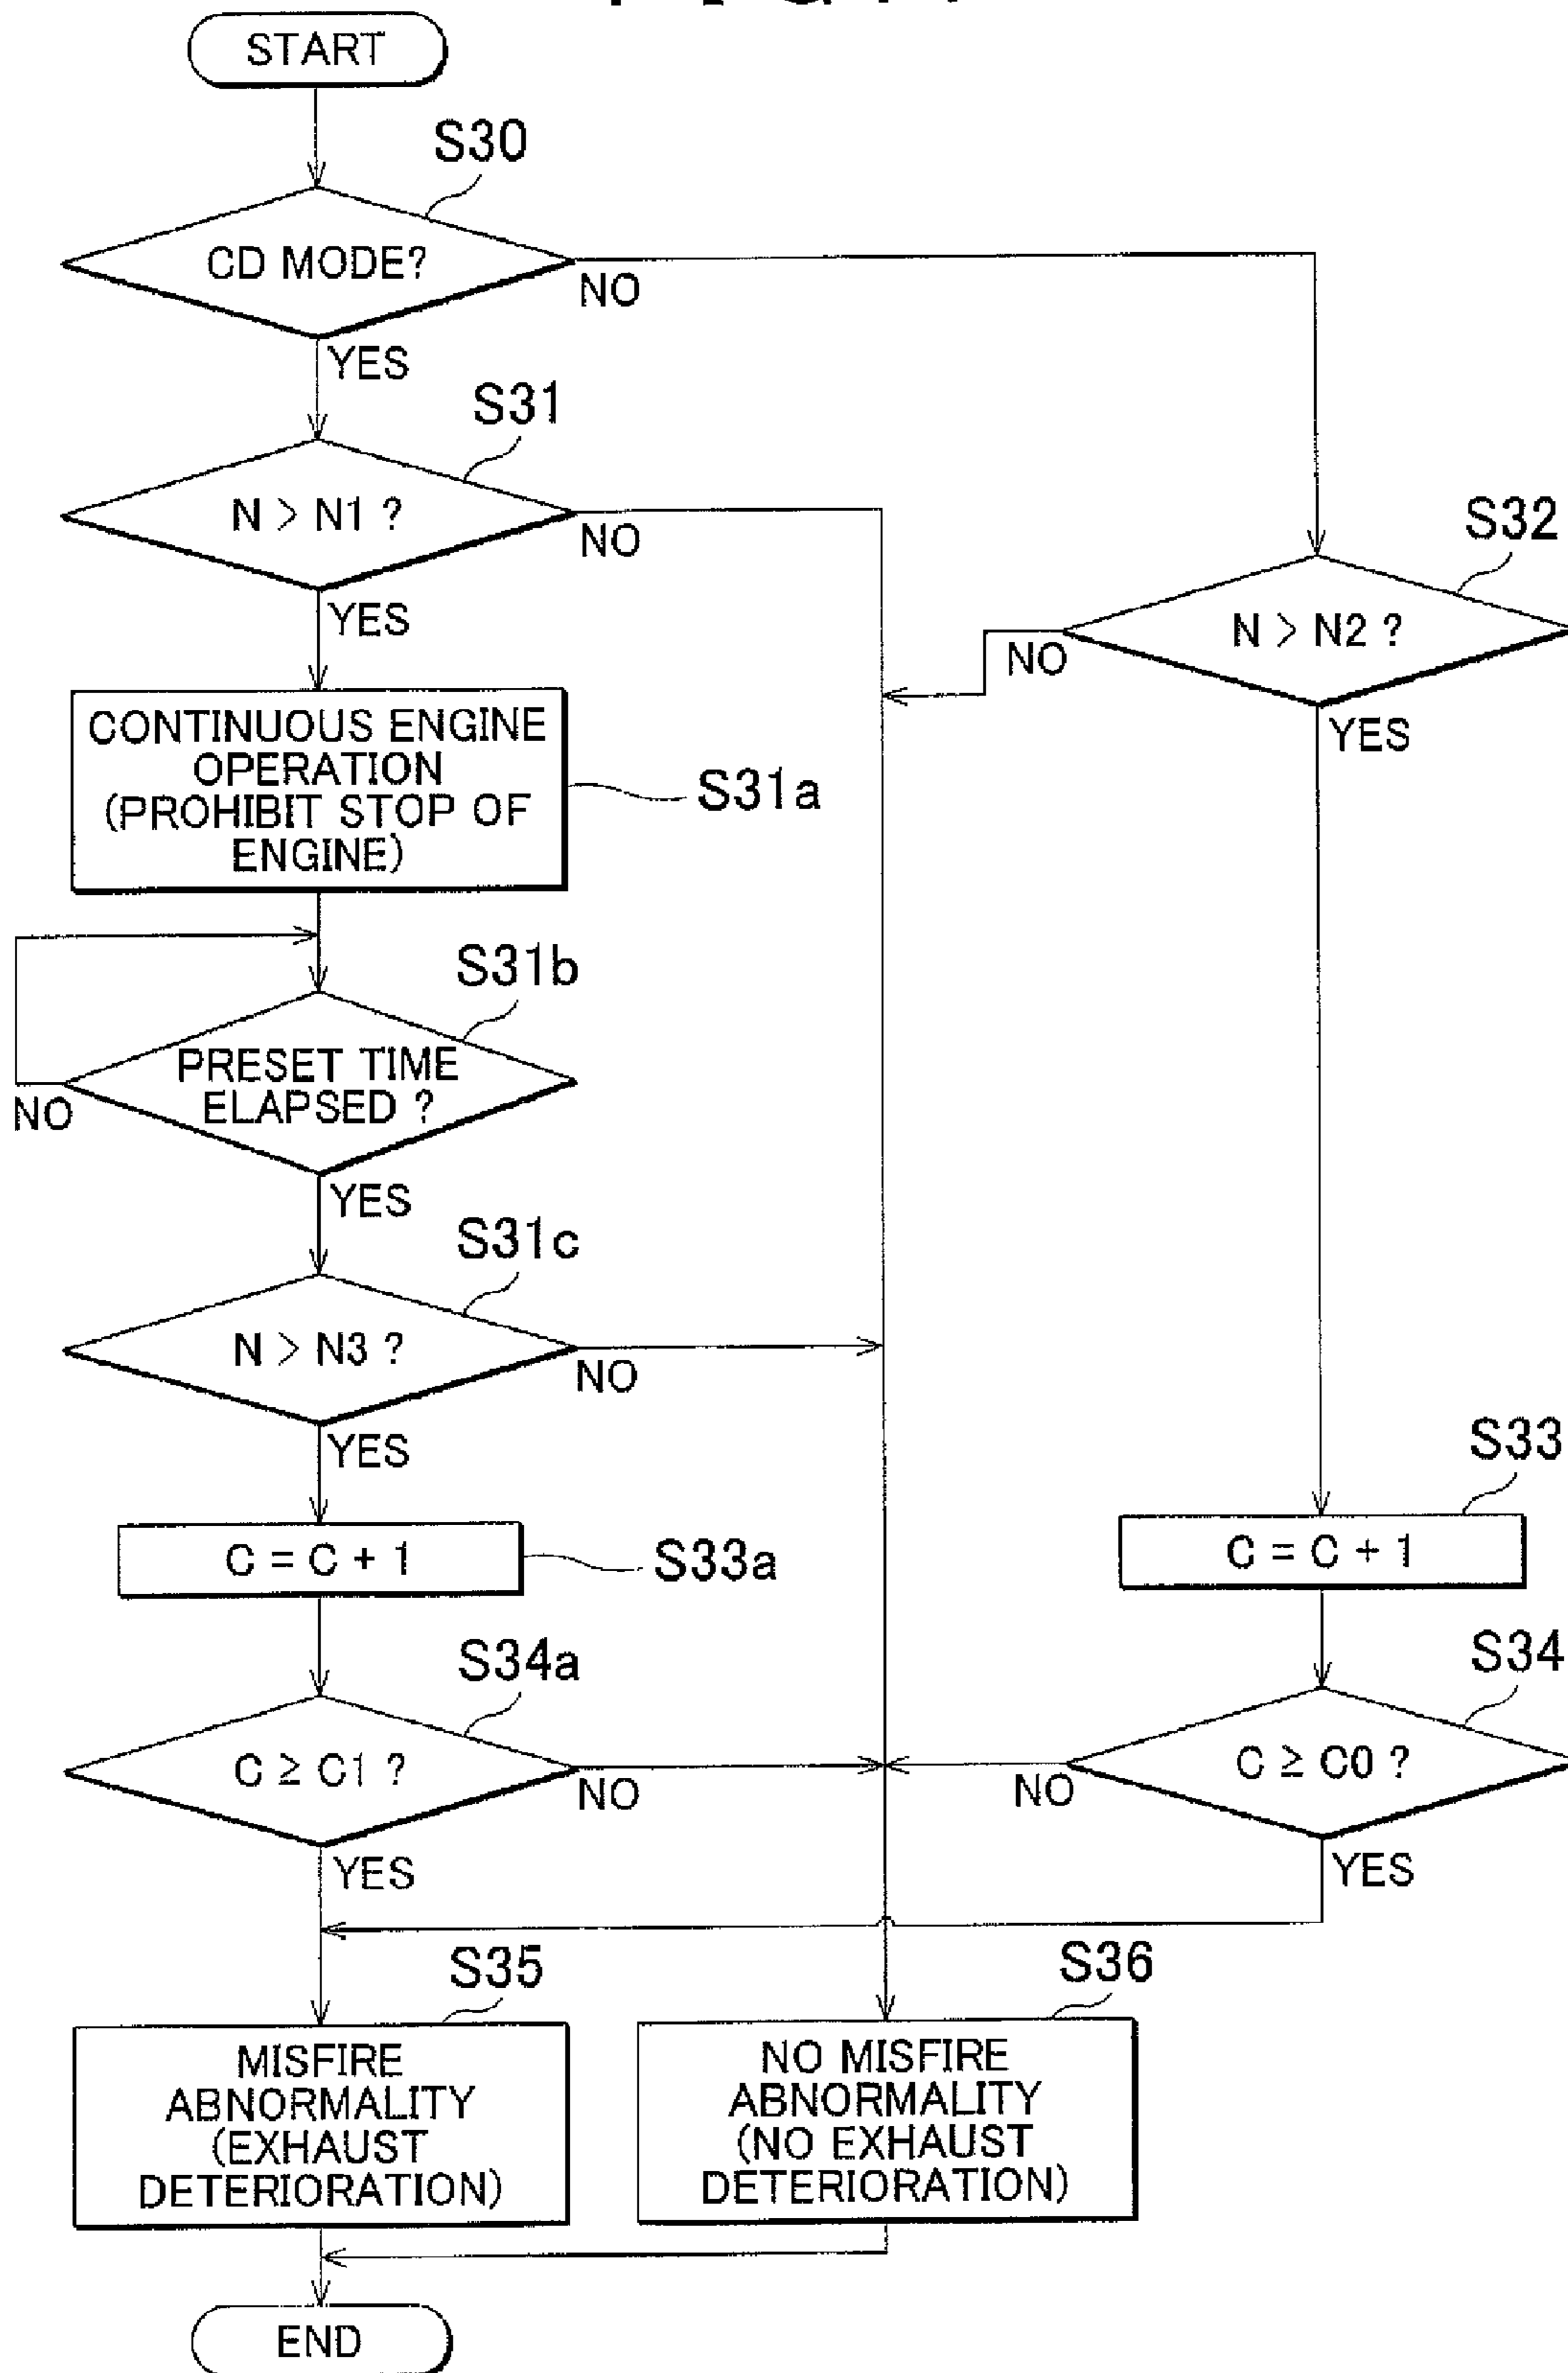 START
S30
CD MODE?
NO
YES
S31
N > N1 ?
NO
YES
S32
N > N2 ?
NO
YES
CONTINUOUS ENGINE
OPERATION
(PROHIBIT STOP OF
ENGINE)
S31a
S31b
PRESET TIME
ELAPSED ?
NO
YES
S31c
N > N3 ?
NO
YES
C = C + 1
S33a
S33
C = C + 1
S34a
C ≥ C1 ?
NO
YES
S34
C ≥ C0 ?
NO
YES
S35
MISFIRE
ABNORMALITY
(EXHAUST
DETERIORATION)
S36
NO MISFIRE
ABNORMALITY
(NO EXHAUST
DETERIORATION)
END